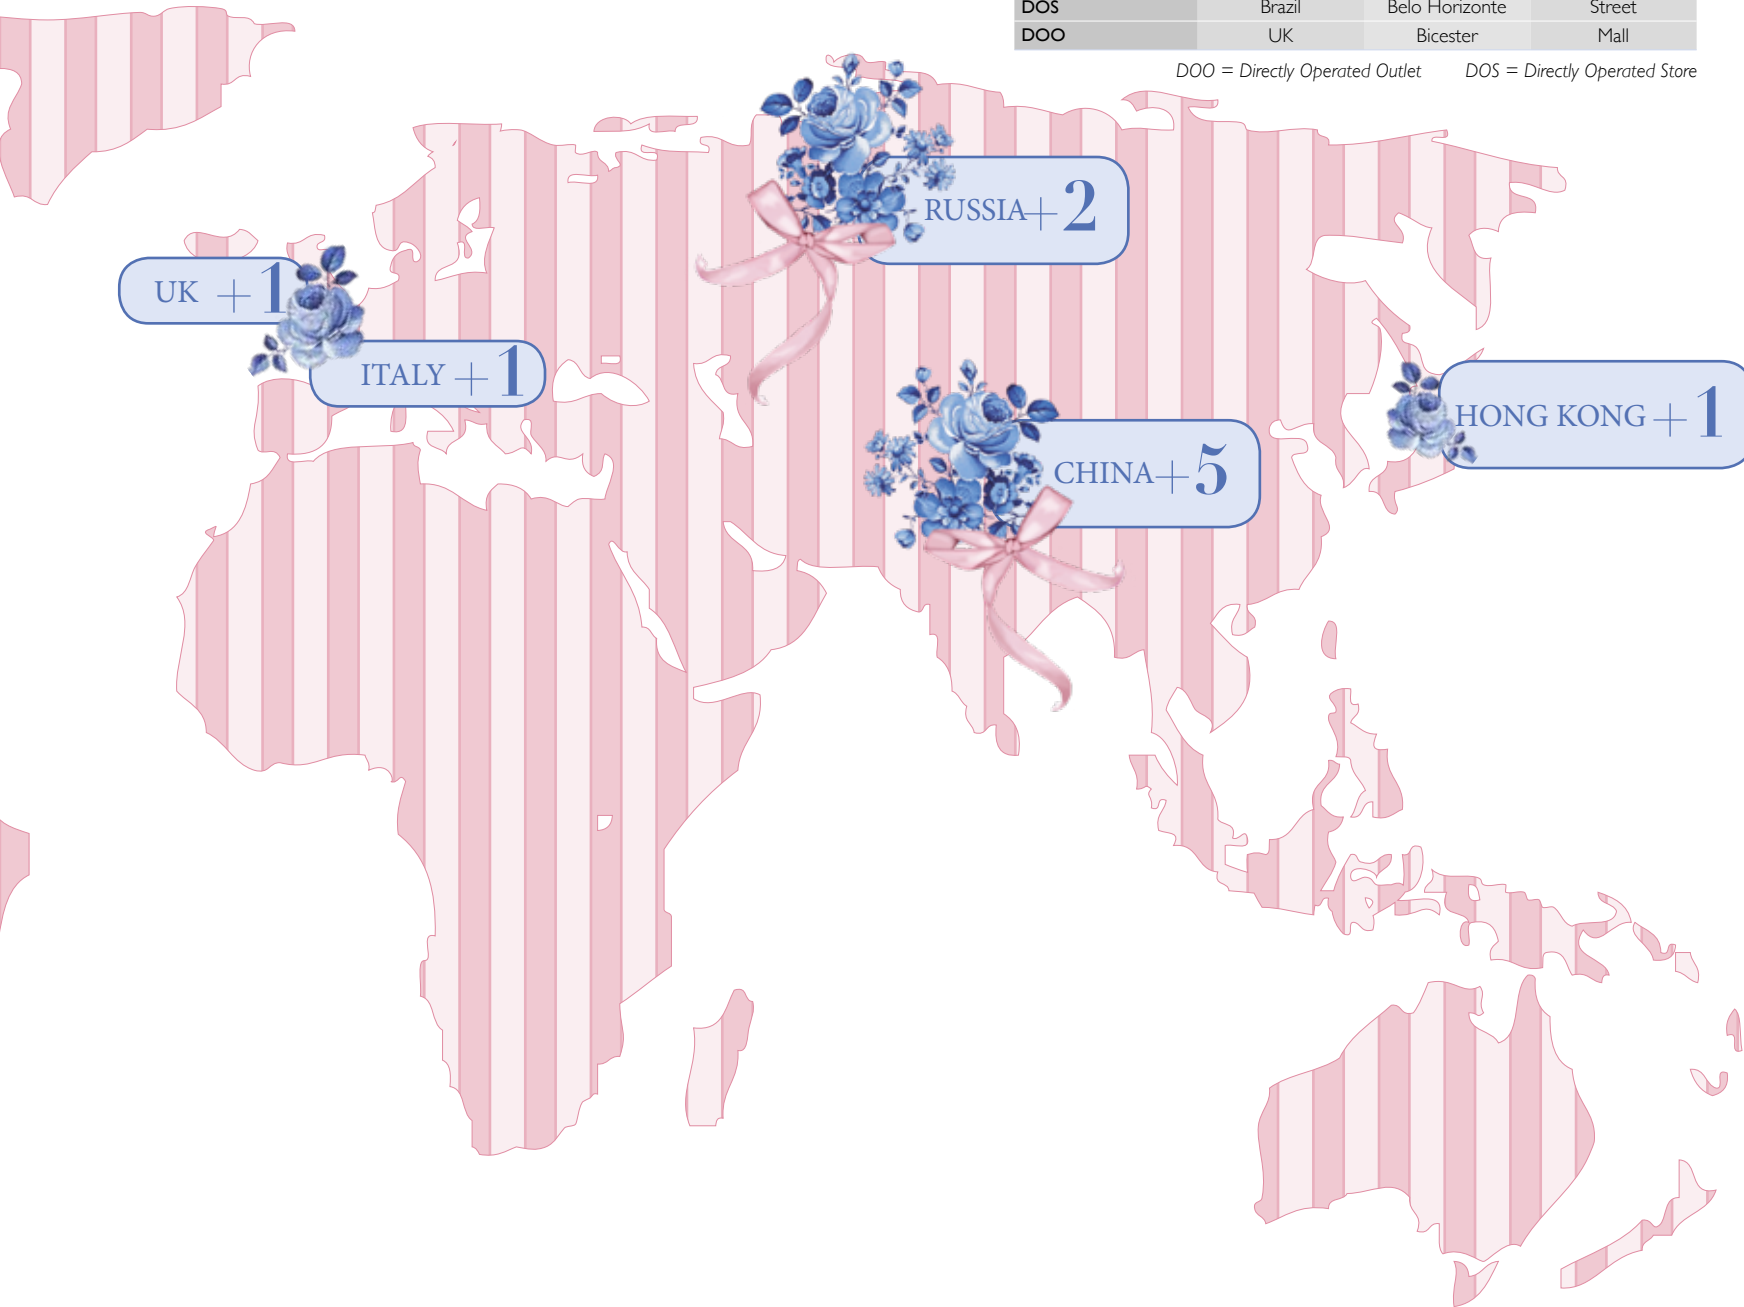 DOS Brazil Belo Horizonte Street
DOO UK Bicester Mall
DOO = Directly Operated Outlet DOS = Directly Operated Store
RUSSIA+2
UK +1
ITALY +1
HONG KONG +1
CHINA+5